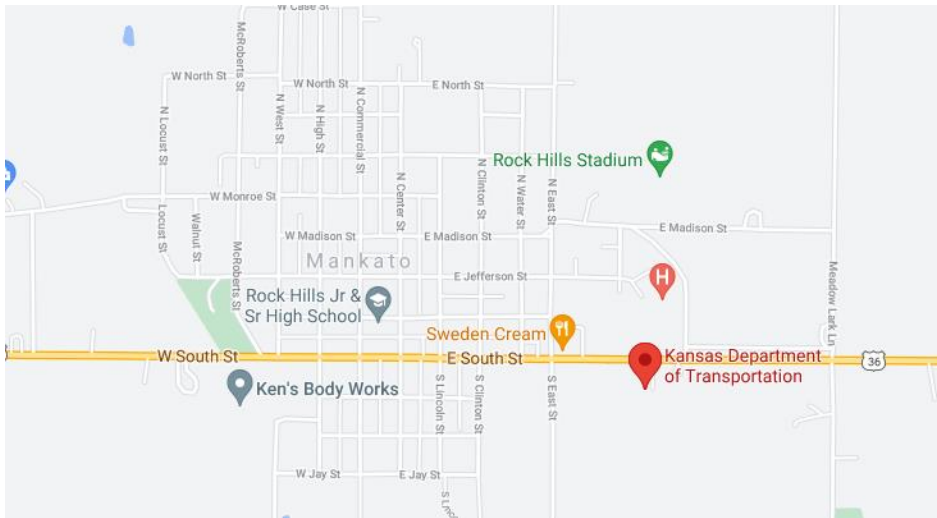 W Case St
McRoberts St
W North St
W North St
E North St
N Locust St
N West St
N High St
N Commercial St
Rock Hills Stadium
N Center St
N Clinton St
N Water St
N East St
W Monroe St
Locust St
Walnut St
McRoberts St
W Madison St
E Madison St
E Madison St
Mankato
E Jefferson St
H
Meadow Lark Ln
Rock Hills Jr &
Sr High School
Sweden Cream
W South St
E South St
Kansas Department
of Transportation
36
Ken's Body Works
S Lincoln St
S Clinton St
S East St
W Jay St
E Jay St